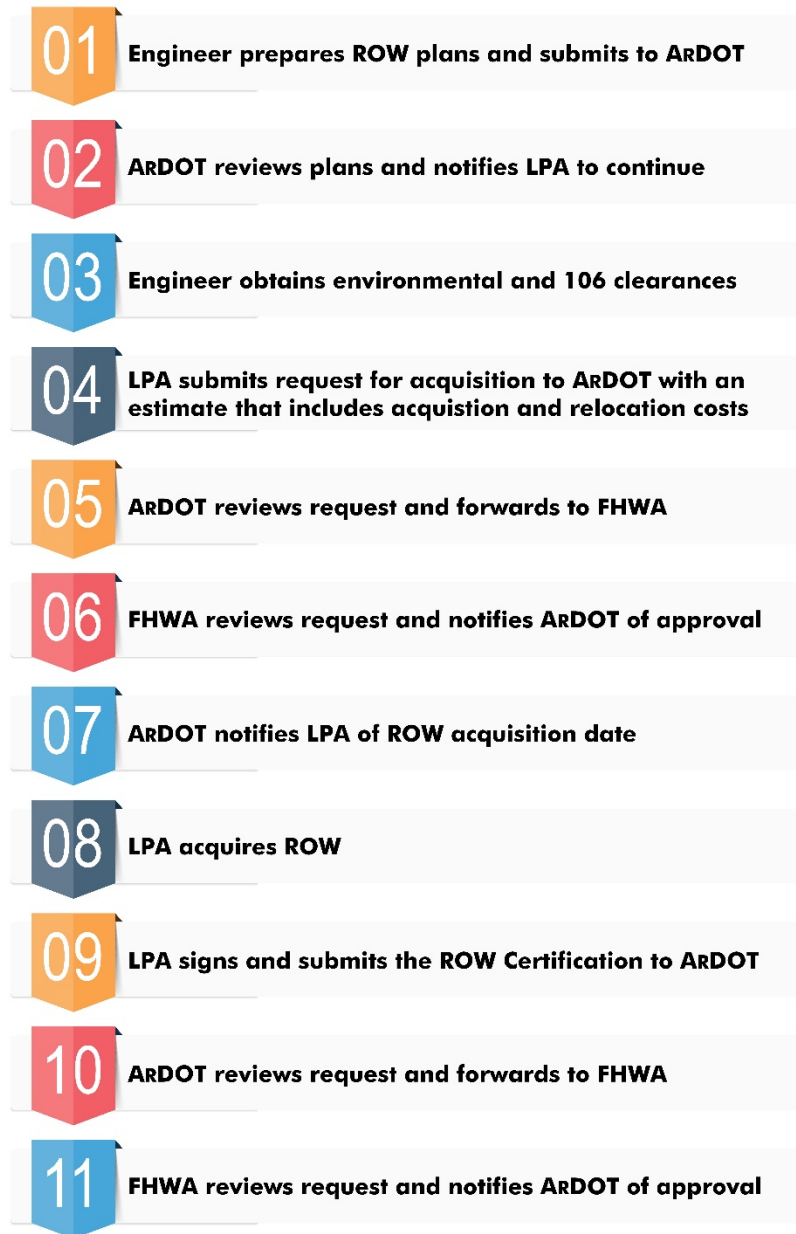 01
Engineer prepares ROW plans and submits to ARDOT
02
ARDOT reviews plans and notifies LPA to continue
03
Engineer obtains environmental and 106 clearances
04
LPA submits request for acquisition to ARDOT with an
estimate that includes acquistion and relocation costs
05
ARDOT reviews request and forwards to FHWA
06
FHWA reviews request and notifies ARDOT of approval
07
ARDOT notifies LPA of ROW acquisition date
08
LPA acquires ROW
09
LPA signs and submits the ROW Certification to ARDOT
10
ARDOT reviews request and forwards to FHWA
11
FHWA reviews request and notifies ARDOT of approval